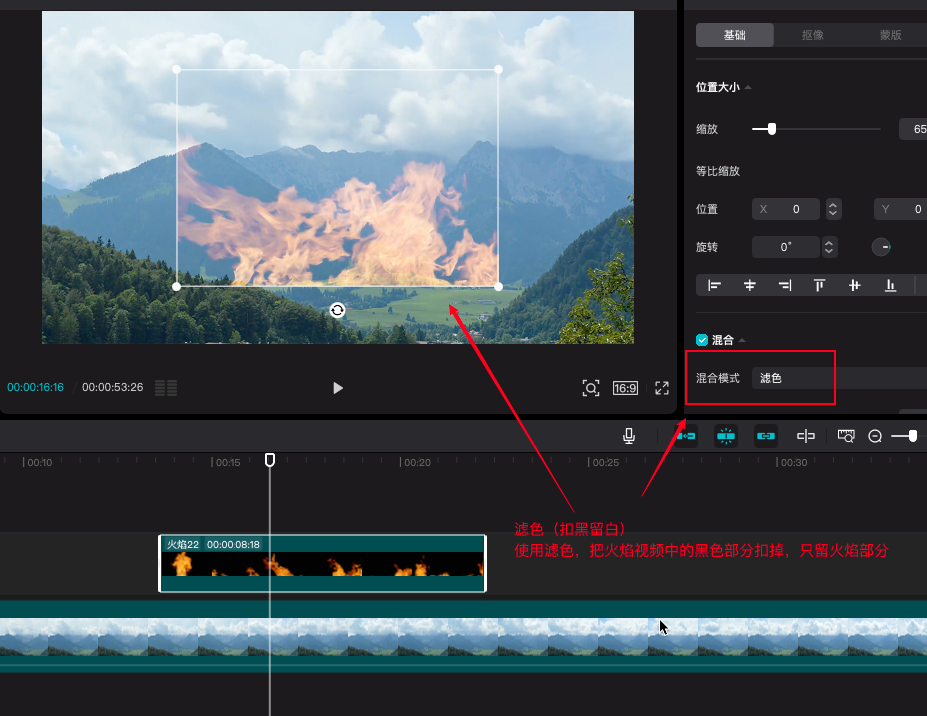 基础 抠像 蒙版
位置大小
缩放 65
等比缩放
位置 X 0 Y 0
旋转 0°
混合
混合模式 滤色
00:00:16:16 / 00:00:53:26
16:9
00:10 00:15 00:20 00:25 00:30
滤色（扣黑留白）
使用滤色，把火焰视频中的黑色部分扣掉，只留火焰部分
火焰22 00:00:08:18